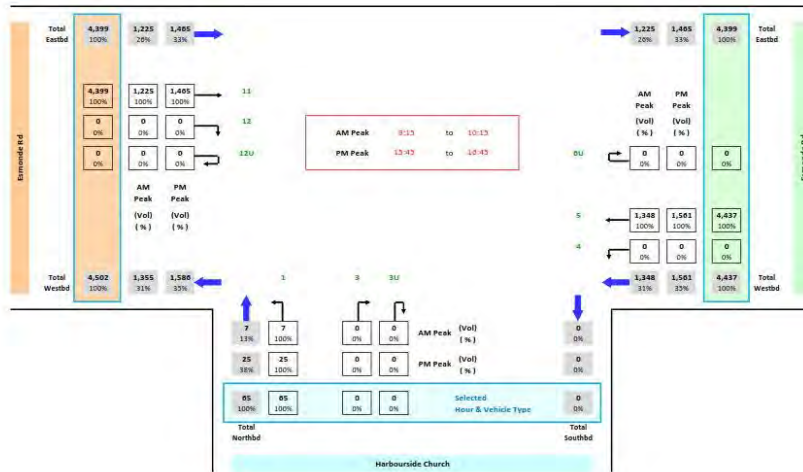 Total Eastbd 4,399 1,225 1,465
100% 26% 33%
1,225 1,465 4,399 Total Eastbd
26% 33% 100%
4,399 1,225 1,465 11
100% 100% 100%
0 0 0 12
0% 0% 0%
0 0 0 12U
0% 0% 0%
AM Peak PM Peak
(Vol) (Vol)
( % ) ( % )
Esmonde Rd
AM Peak 9:15 to 10:15
PM Peak 15:45 to 16:45
AM Peak PM Peak
(Vol) (Vol)
( % ) ( % )
6U 0 0 0
0% 0% 0%
5 1,348 1,561 4,437
100% 100% 100%
4 0 0 0
0% 0% 0%
Esmonde Rd
Total Westbd 4,502 1,355 1,586
100% 31% 35%
1,348 1,561 4,437 Total Westbd
31% 35% 100%
1 3 3U
7 7 0 0 AM Peak (Vol) 0
13% 100% 0% 0% ( % ) 0%
25 25 0 0 PM Peak (Vol) 0
38% 100% 0% 0% ( % ) 0%
65 65 0 0 Selected 0
100% 100% 0% 0% Hour & Vehicle Type 0%
Total Northbd Total Southbd
Harbourside Church